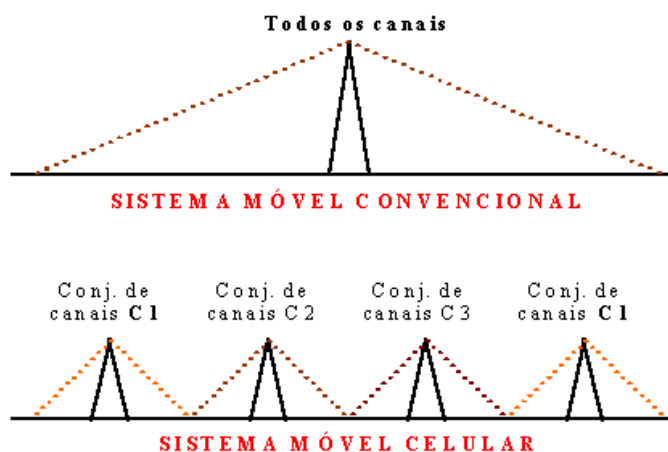 Todos os canais
SISTEMA MÓVEL CONVENCIONAL
Conj. de
canais C1
Conj. de
canais C2
Conj. de
canais C3
Conj. de
canais C1
SISTEMA MÓVEL CELULAR